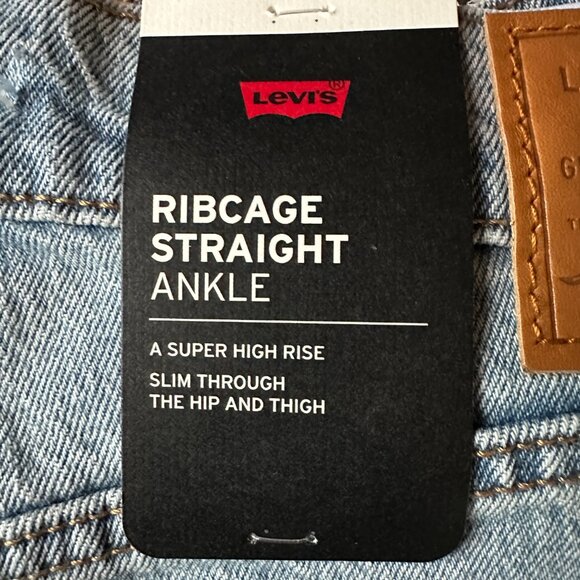 Levi's®
RIBCAGE
STRAIGHT
ANKLE
A SUPER HIGH RISE
SLIM THROUGH
THE HIP AND THIGH